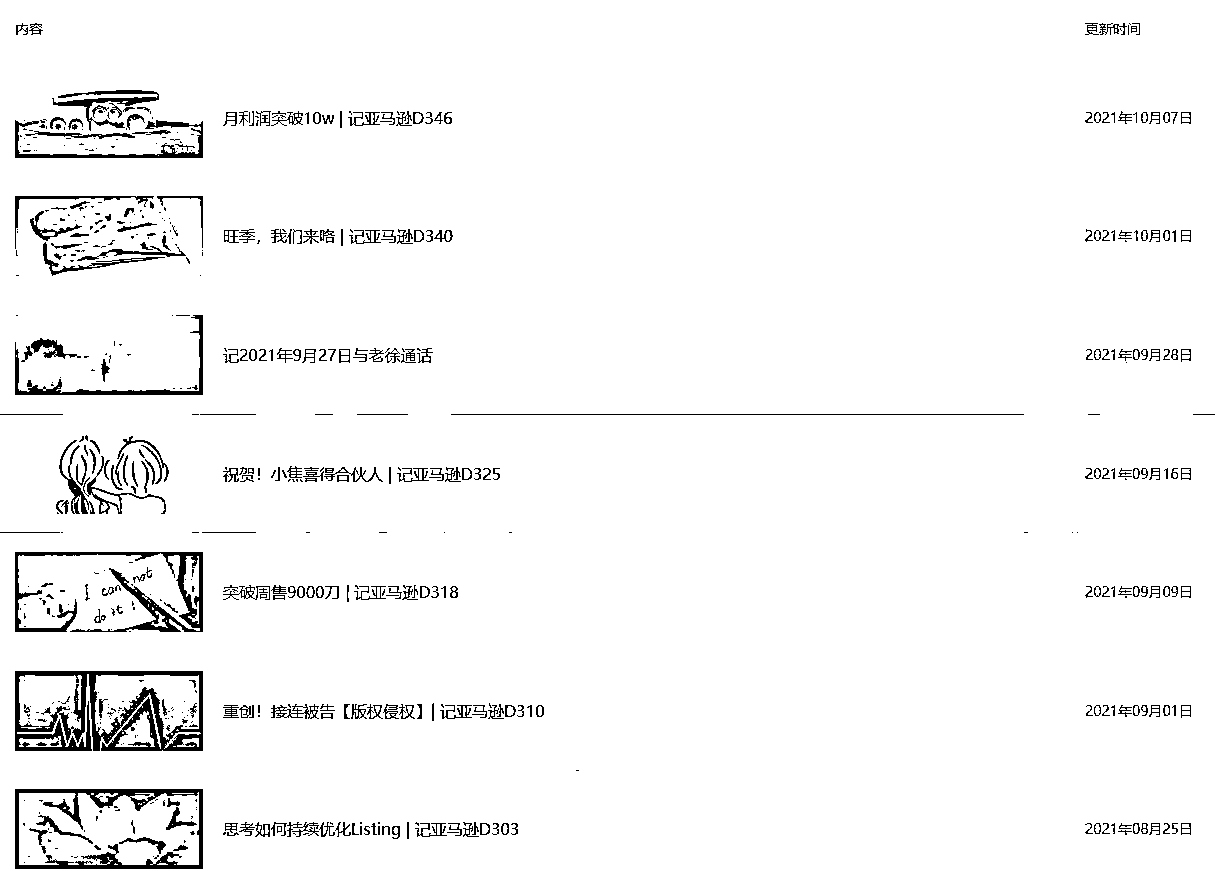 内容 更新时间
月利润突破10w | 记亚马逊D346 2021年10月07日
旺季，我们来咯 | 记亚马逊D340 2021年10月01日
记2021年9月27日与老徐通话 2021年09月28日
祝贺！小焦喜得合伙人 | 记亚马逊D325 2021年09月16日
突破周售9000刀 | 记亚马逊D318 2021年09月09日
I can not
do it !
重创！接连被告【版权侵权】| 记亚马逊D310 2021年09月01日
思考如何持续优化Listing | 记亚马逊D303 2021年08月25日